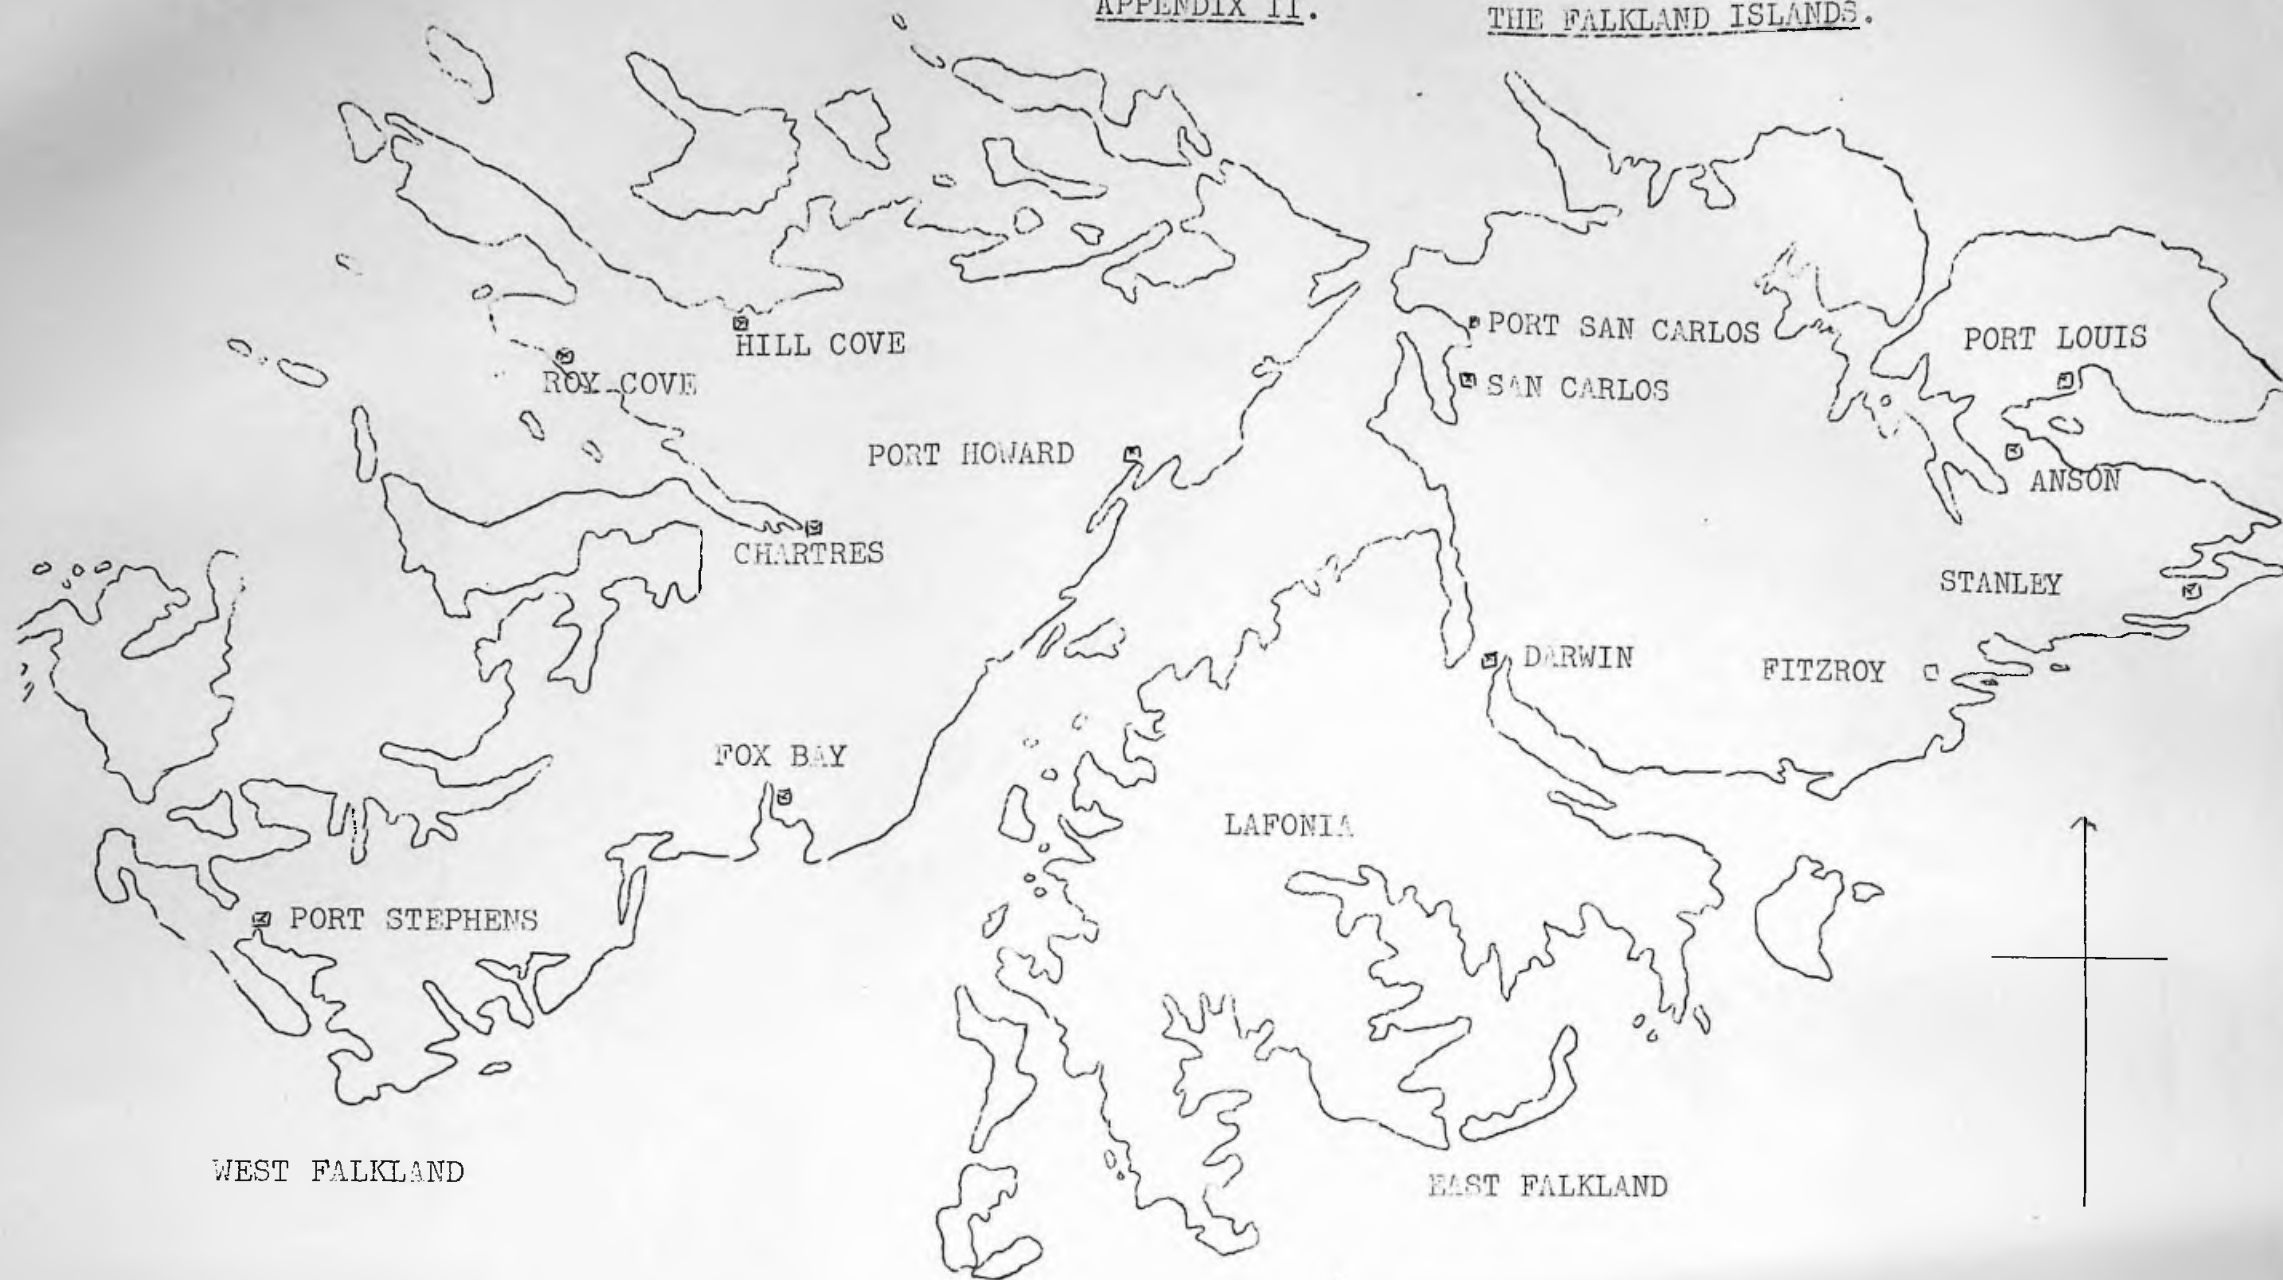 APPENDIX II.
THE FALKLAND ISLANDS.
PORT SAN CARLOS
HILL COVE
PORT LOUIS
ROY COVE
SAN CARLOS
PORT HOWARD
ANSON
CHARTRES
STANLEY
DARWIN
FITZROY
FOX BAY
LAFONIA
PORT STEPHENS
WEST FALKLAND
EAST FALKLAND